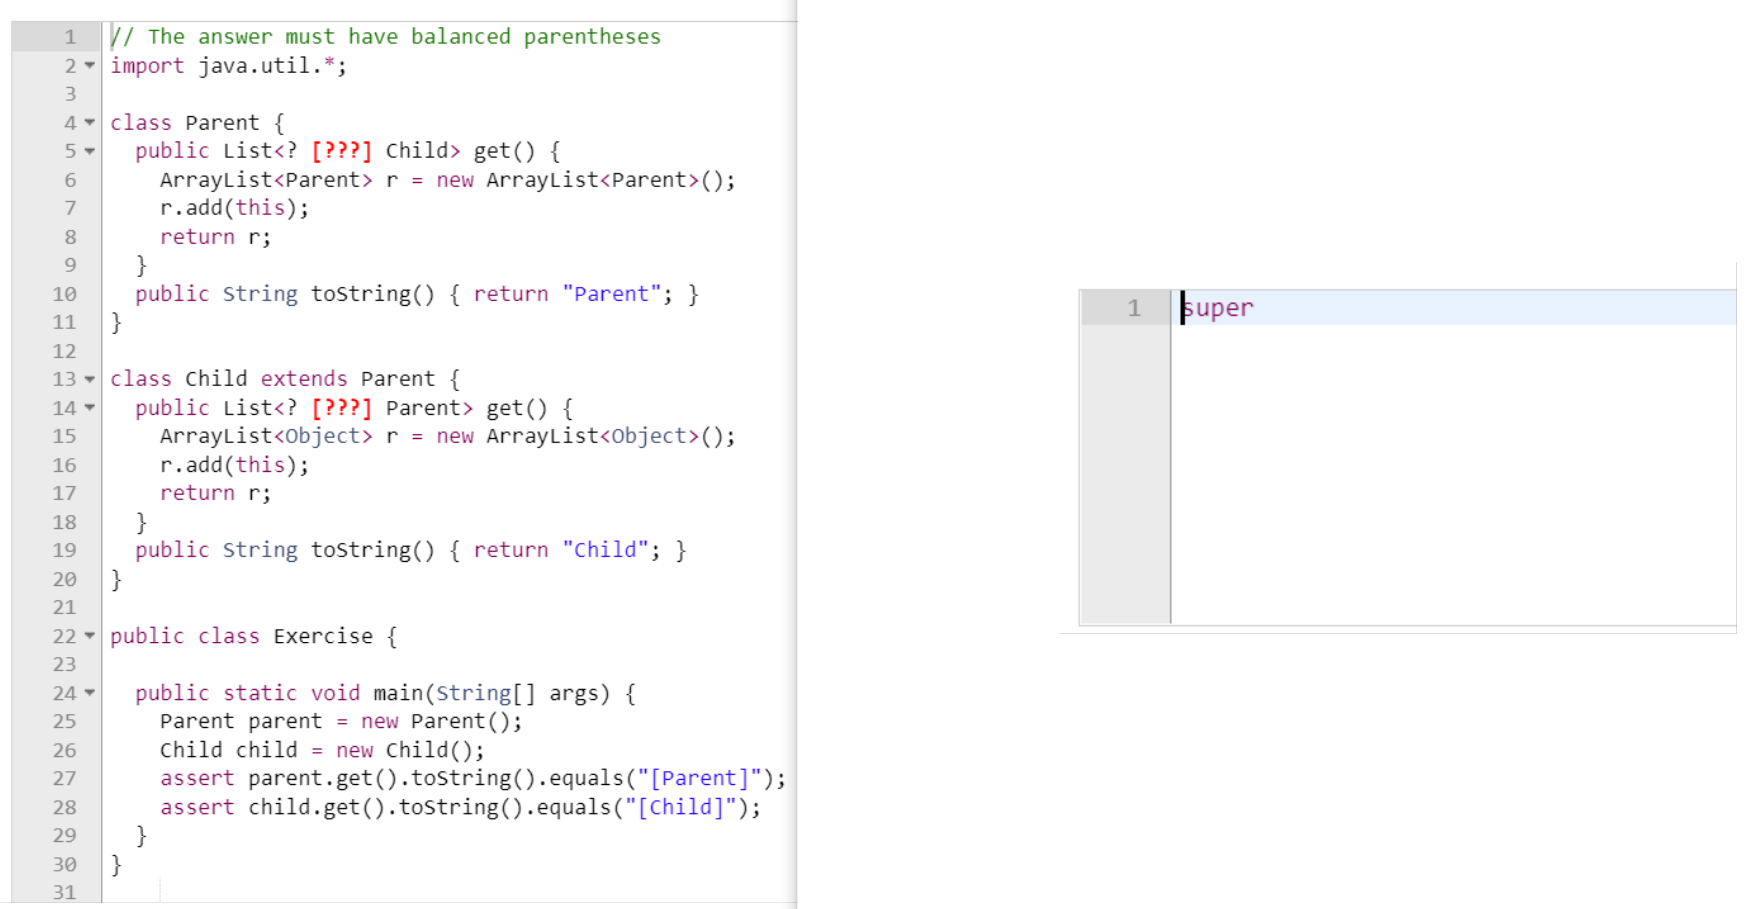 1 // The answer must have balanced parentheses
2 import java.util.*;
3
4 class Parent {
5   public List<? [???] Child> get() {
6     ArrayList<Parent> r = new ArrayList<Parent>();
7     r.add(this);
8     return r;
9   }
10   public String toString() { return "Parent"; }
11 }
12
13 class Child extends Parent {
14   public List<? [???] Parent> get() {
15     ArrayList<Object> r = new ArrayList<Object>();
16     r.add(this);
17     return r;
18   }
19   public String toString() { return "Child"; }
20 }
21
22 public class Exercise {
23
24   public static void main(String[] args) {
25     Parent parent = new Parent();
26     Child child = new Child();
27     assert parent.get().toString().equals("[Parent]");
28     assert child.get().toString().equals("[Child]");
29   }
30 }
31
1 super